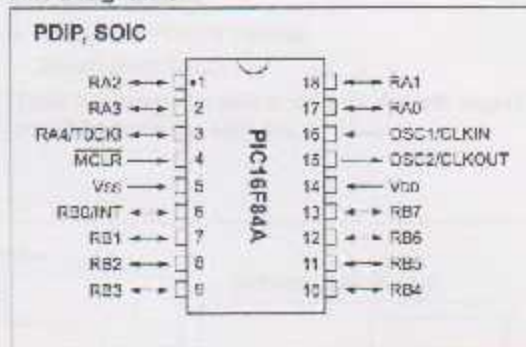 PDIP, SOIC
RA2 •1 18 RA1
RA3 2 17 RA0
RA4/T0CKI 3 16 OSC1/CLKIN
MCLR 4 15 OSC2/CLKOUT
VSS 5 14 VDD
RB0/INT 6 13 RB7
RB1 7 12 RB6
RB2 8 11 RB5
RB3 9 10 RB4
PIC16F84A